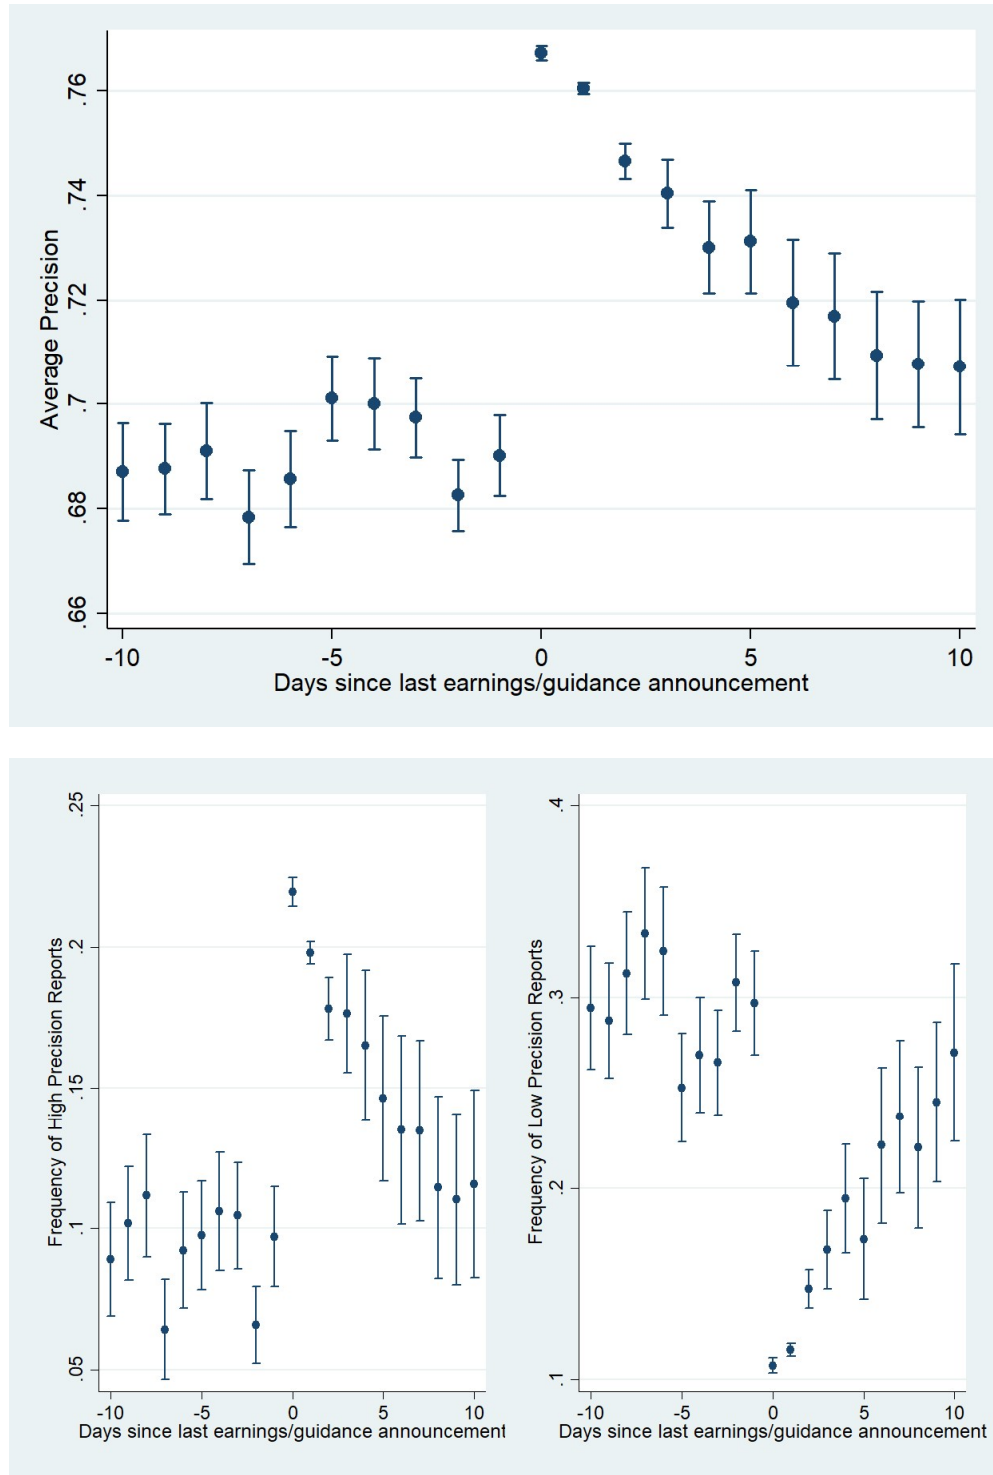 Average Precision
.76
.74
.72
.7
.68
.66
-10 -5 0 5 10
Days since last earnings/guidance announcement
Frequency of High Precision Reports
.25
.2
.15
.1
.05
-10 -5 0 5 10
Days since last earnings/guidance announcement
Frequency of Low Precision Reports
.4
.3
.2
.1
-10 -5 0 5 10
Days since last earnings/guidance announcement